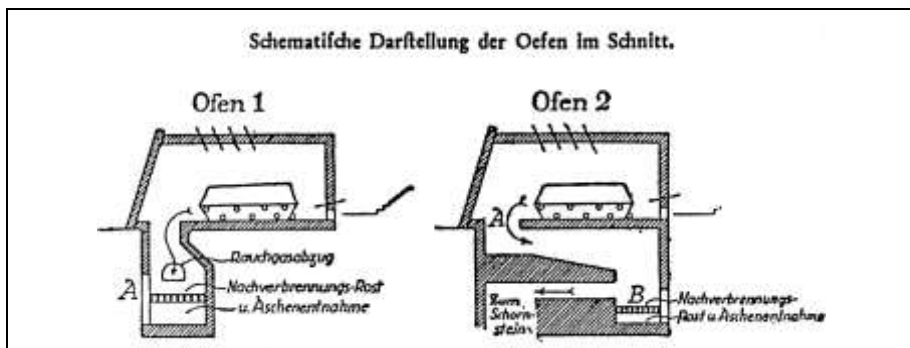 Schematiſche Darſtellung der Oefen im Schnitt.
Ofen 1
A
Rauchgasabzug
Nachverbrennungs-Rost
u. Aschenentnahme
Ofen 2
A
B
Zum
Schorn-
stein
Nachverbrennungs-
Rost u. Aschenentnahme